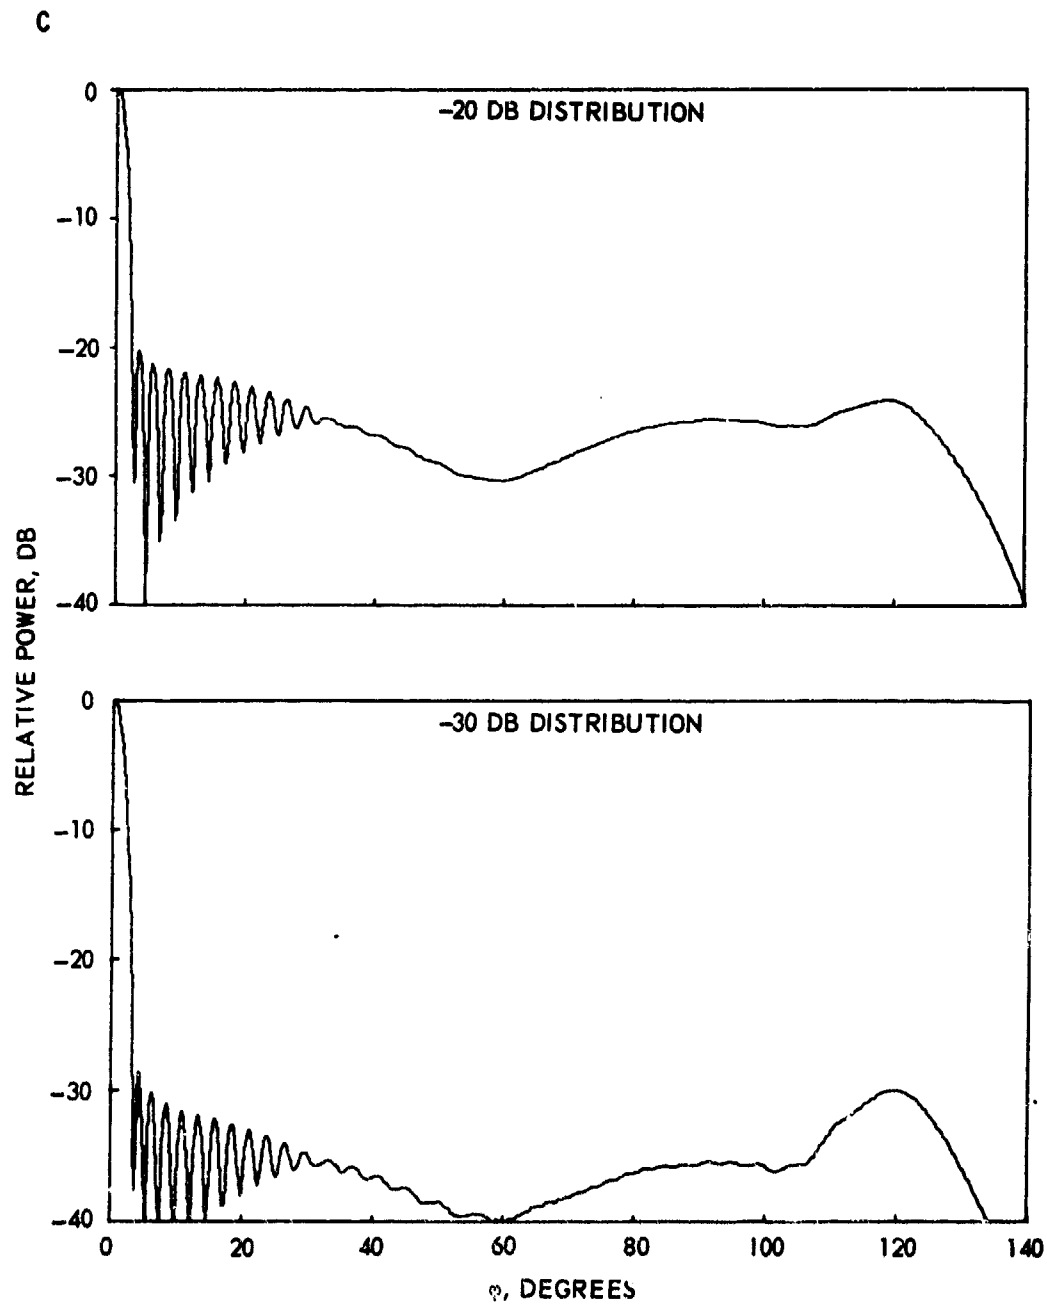 C
0
-20 DB DISTRIBUTION
-10
-20
-30
-40
RELATIVE POWER, DB
0
-30 DB DISTRIBUTION
-10
-20
-30
-40
0 20 40 60 80 100 120 140
φ, DEGREES